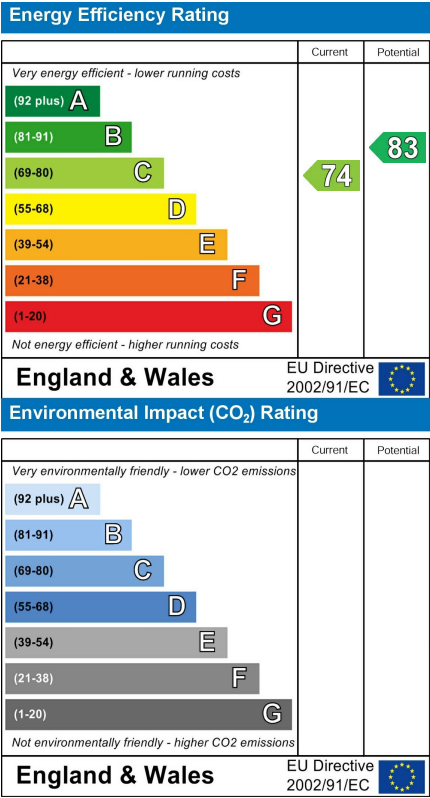 Energy Efficiency Rating
Current Potential
Very energy efficient - lower running costs
(92 plus) A
(81-91) B
(69-80) C
(55-68) D
(39-54) E
(21-38) F
(1-20) G
74
83
Not energy efficient - higher running costs
England & Wales
EU Directive
2002/91/EC
Environmental Impact (CO₂) Rating
Current Potential
Very environmentally friendly - lower CO2 emissions
(92 plus) A
(81-91) B
(69-80) C
(55-68) D
(39-54) E
(21-38) F
(1-20) G
Not environmentally friendly - higher CO2 emissions
England & Wales
EU Directive
2002/91/EC